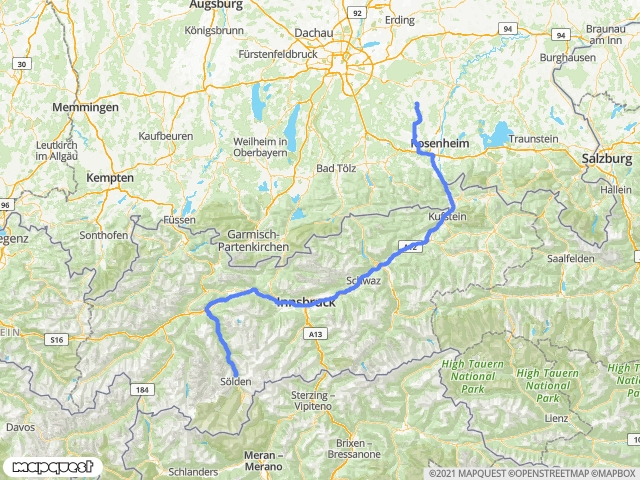 Augsburg
92
Erding
94
94
Braunau
am Inn
Dachau
Königsbrunn
Fürstenfeldbruck
Burghausen
30
Memmingen
Kaufbeuren
Weilheim in
Oberbayern
Rosenheim
Traunstein
Salzburg
Leutkirch
im Allgäu
Bad Tölz
Kempten
Hallein
96
Füssen
Kufstein
Sonthofen
Garmisch-
Partenkirchen
A12
Saalfelden
Schwaz
Innsbruck
S16
A13
High Tauern
National
Park
High Tauern
National
Park
184
Sölden
Sterzing –
Vipiteno
Lienz
Davos
Meran –
Merano
Brixen –
Bressanone
Schlanders
mapquest
©2021 MAPQUEST ©OPENSTREETMAP ©MAPBOX